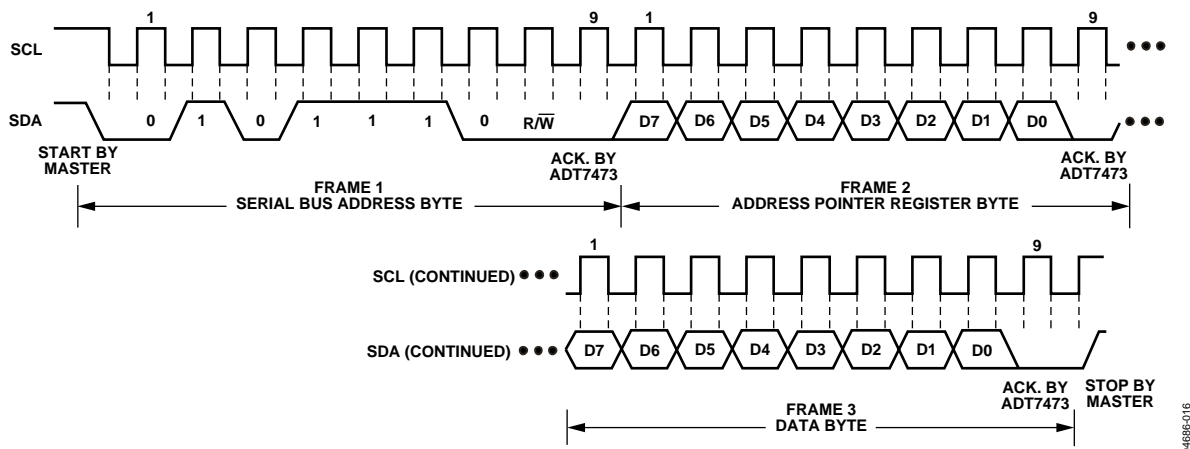 1 9 1 9
SCL
SDA 0 1 0 1 1 1 0 R/W D7 D6 D5 D4 D3 D2 D1 D0
START BY
MASTER
ACK. BY
ADT7473
ACK. BY
ADT7473
FRAME 1
SERIAL BUS ADDRESS BYTE
FRAME 2
ADDRESS POINTER REGISTER BYTE
1 9
SCL (CONTINUED)
SDA (CONTINUED) D7 D6 D5 D4 D3 D2 D1 D0
ACK. BY
ADT7473
STOP BY
MASTER
FRAME 3
DATA BYTE